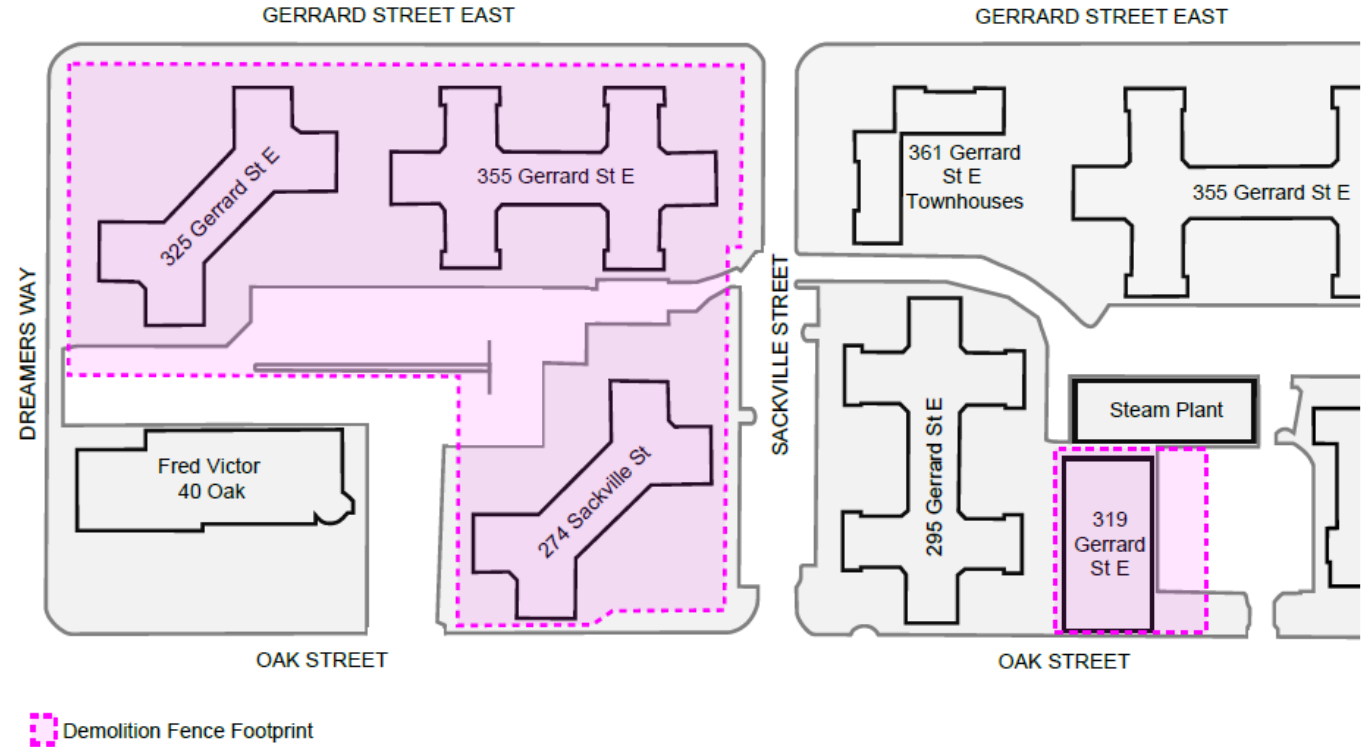 GERRARD STREET EAST
GERRARD STREET EAST
325 Gerrard St E
355 Gerrard St E
361 Gerrard
St E
Townhouses
355 Gerrard St E
DREAMERS WAY
SACKVILLE STREET
Fred Victor
40 Oak
274 Sackville St
295 Gerrard St E
Steam Plant
319
Gerrard
St E
OAK STREET
OAK STREET
Demolition Fence Footprint